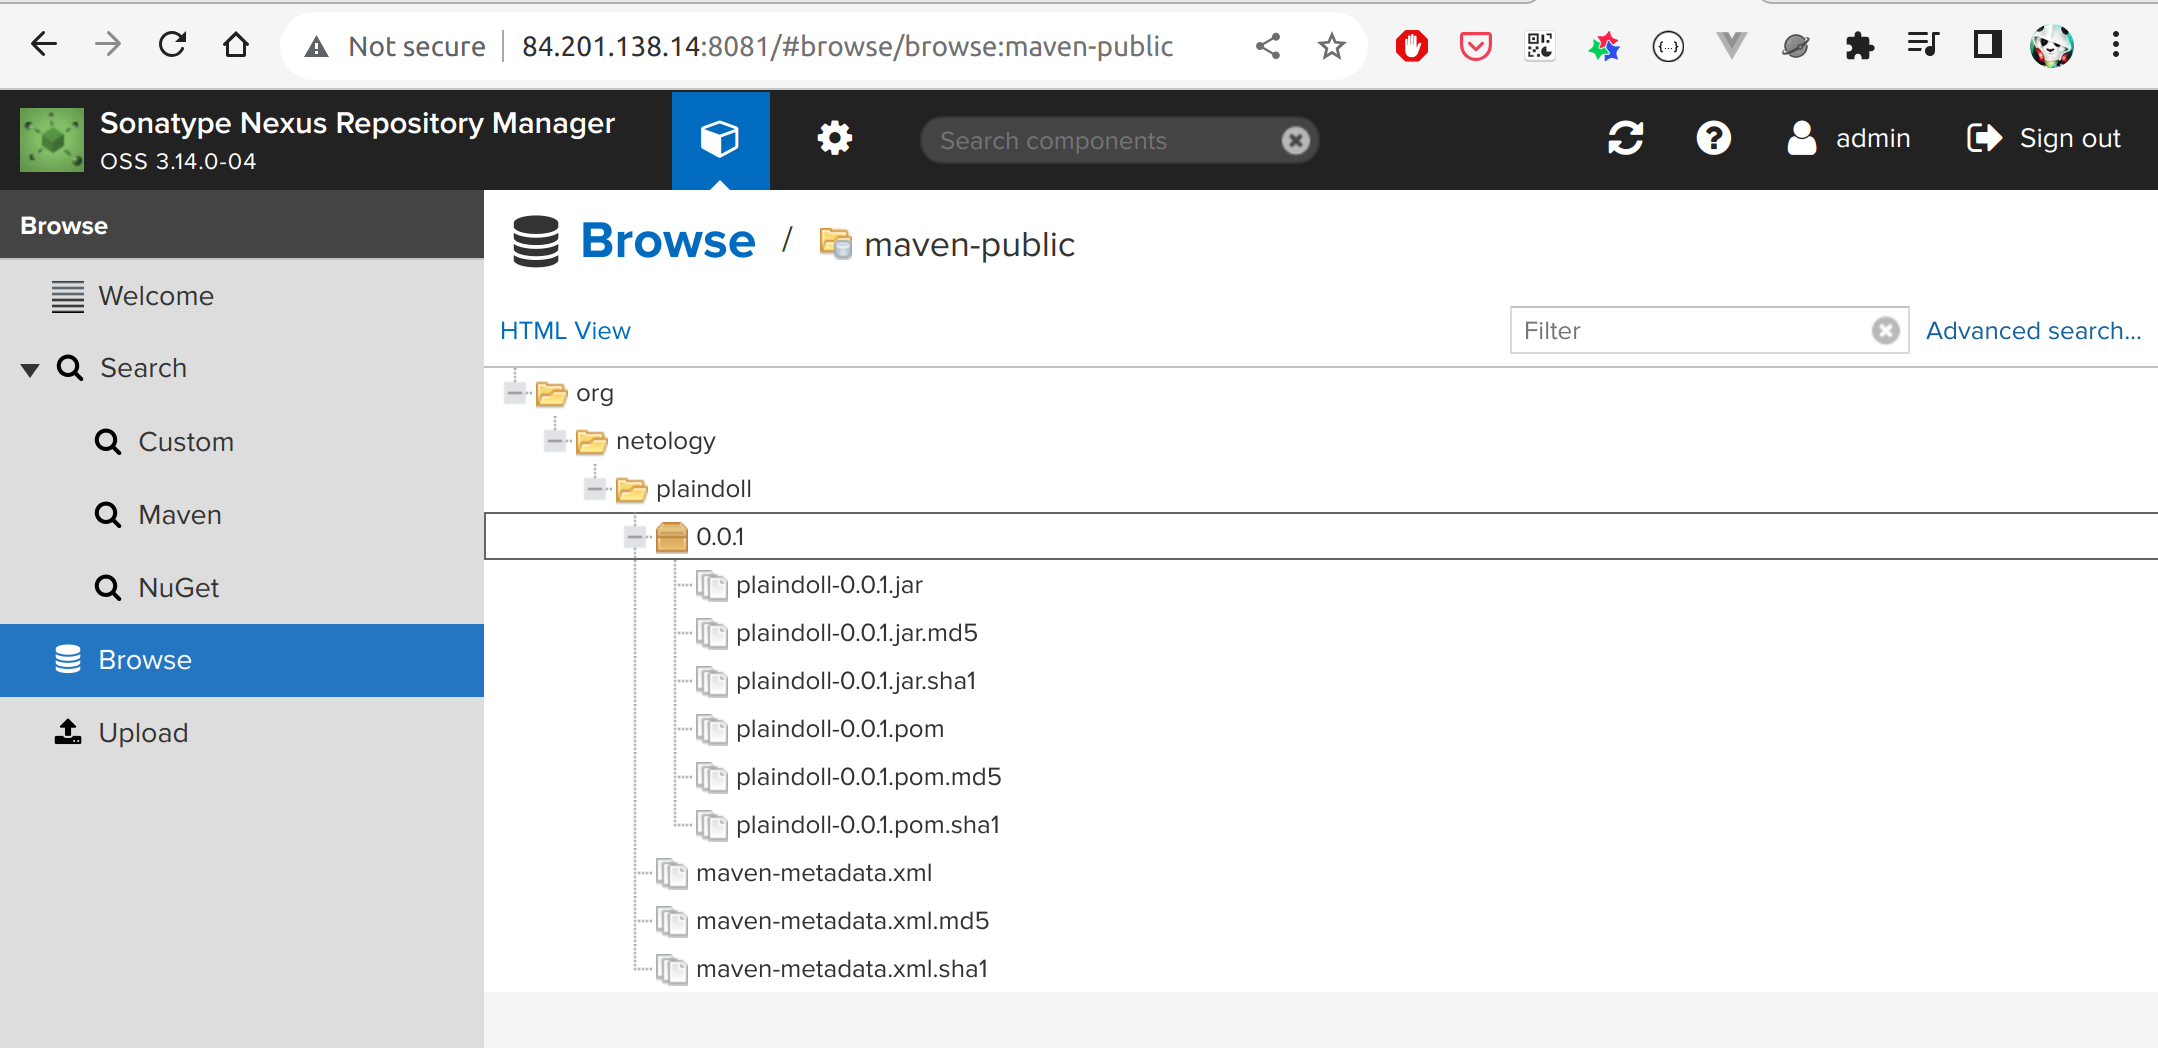 Not secure 84.201.138.14:8081/#browse/browse:maven-public
Sonatype Nexus Repository Manager
OSS 3.14.0-04
Search components
admin
Sign out
Browse
Welcome
Search
Custom
Maven
NuGet
Browse
Upload
Browse / maven-public
HTML View
Filter
Advanced search...
org
netology
plaindoll
0.0.1
plaindoll-0.0.1.jar
plaindoll-0.0.1.jar.md5
plaindoll-0.0.1.jar.sha1
plaindoll-0.0.1.pom
plaindoll-0.0.1.pom.md5
plaindoll-0.0.1.pom.sha1
maven-metadata.xml
maven-metadata.xml.md5
maven-metadata.xml.sha1